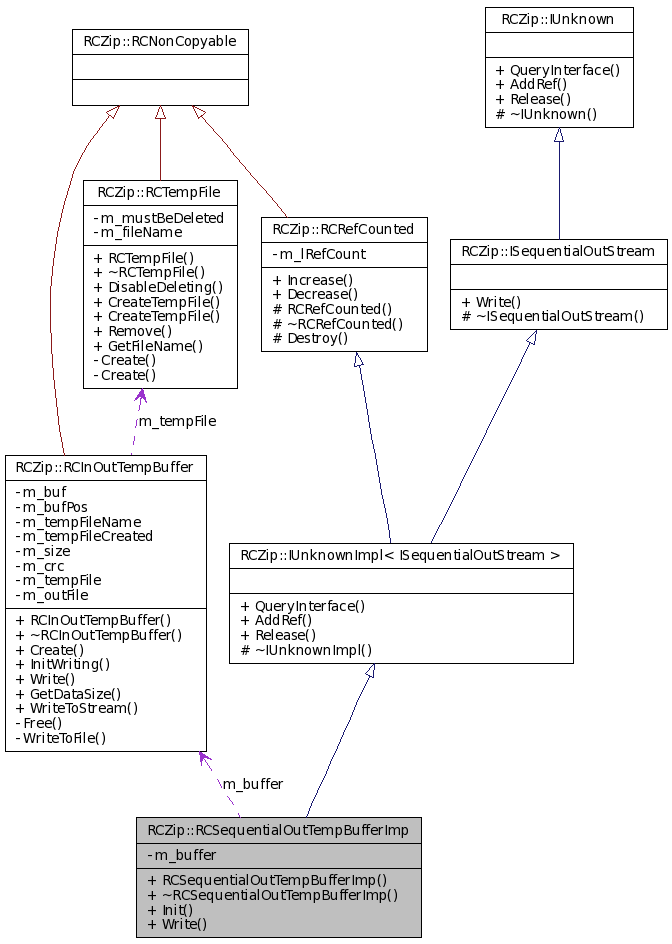 RCZip::IUnknown
+ QueryInterface()
+ AddRef()
+ Release()
# ~IUnknown()
RCZip::RCNonCopyable
RCZip::RCTempFile
- m_mustBeDeleted
- m_fileName
+ RCTempFile()
+ ~RCTempFile()
+ DisableDeleting()
+ CreateTempFile()
+ CreateTempFile()
+ Remove()
+ GetFileName()
- Create()
- Create()
RCZip::RCRefCounted
- m_lRefCount
+ Increase()
+ Decrease()
# RCRefCounted()
# ~RCRefCounted()
# Destroy()
RCZip::ISequentialOutStream
+ Write()
# ~ISequentialOutStream()
m_tempFile
RCZip::RCInOutTempBuffer
- m_buf
- m_bufPos
- m_tempFileName
- m_tempFileCreated
- m_size
- m_crc
- m_tempFile
- m_outFile
+ RCInOutTempBuffer()
+ ~RCInOutTempBuffer()
+ Create()
+ InitWriting()
+ Write()
+ GetDataSize()
+ WriteToStream()
- Free()
- WriteToFile()
RCZip::IUnknownImpl< ISequentialOutStream >
+ QueryInterface()
+ AddRef()
+ Release()
# ~IUnknownImpl()
m_buffer
RCZip::RCSequentialOutTempBufferImp
- m_buffer
+ RCSequentialOutTempBufferImp()
+ ~RCSequentialOutTempBufferImp()
+ Init()
+ Write()